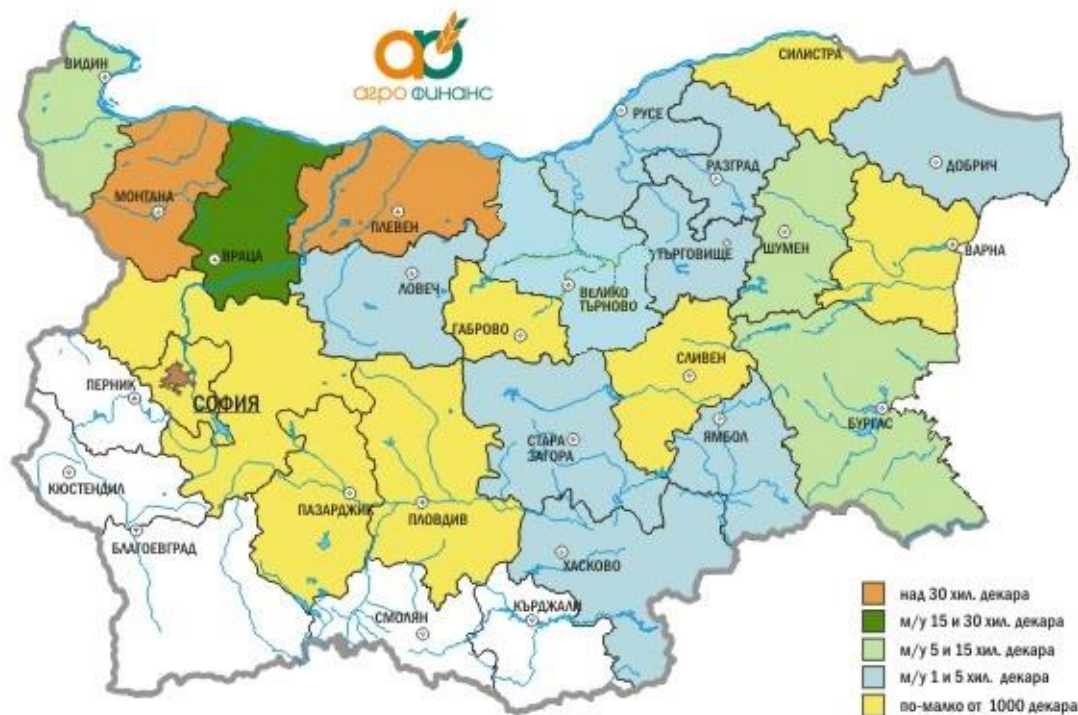 агро финанс
ВИДИН
СИЛИСТРА
РУСЕ
РАЗГРАД
ДОБРИЧ
МОНТАНА
ПЛЕВЕН
ВРАЦА
ЛОВЕЧ
ВЕЛИКО
ТЪРНОВО
ТЪРГОВИЩЕ
ШУМЕН
ВАРНА
ГАБРОВО
СЛИВЕН
ПЕРНИК
СОФИЯ
СТАРА
ЗАГОРА
ЯМБОЛ
БУРГАС
КЮСТЕНДИЛ
ПАЗАРДЖИК
ПЛОВДИВ
БЛАГОЕВГРАД
ХАСКОВО
СМОЛЯН
КЪРДЖАЛИ
над 30 хил. декара
м/у 15 и 30 хил. декара
м/у 5 и 15 хил. декара
м/у 1 и 5 хил. декара
по-малко от 1000 декара